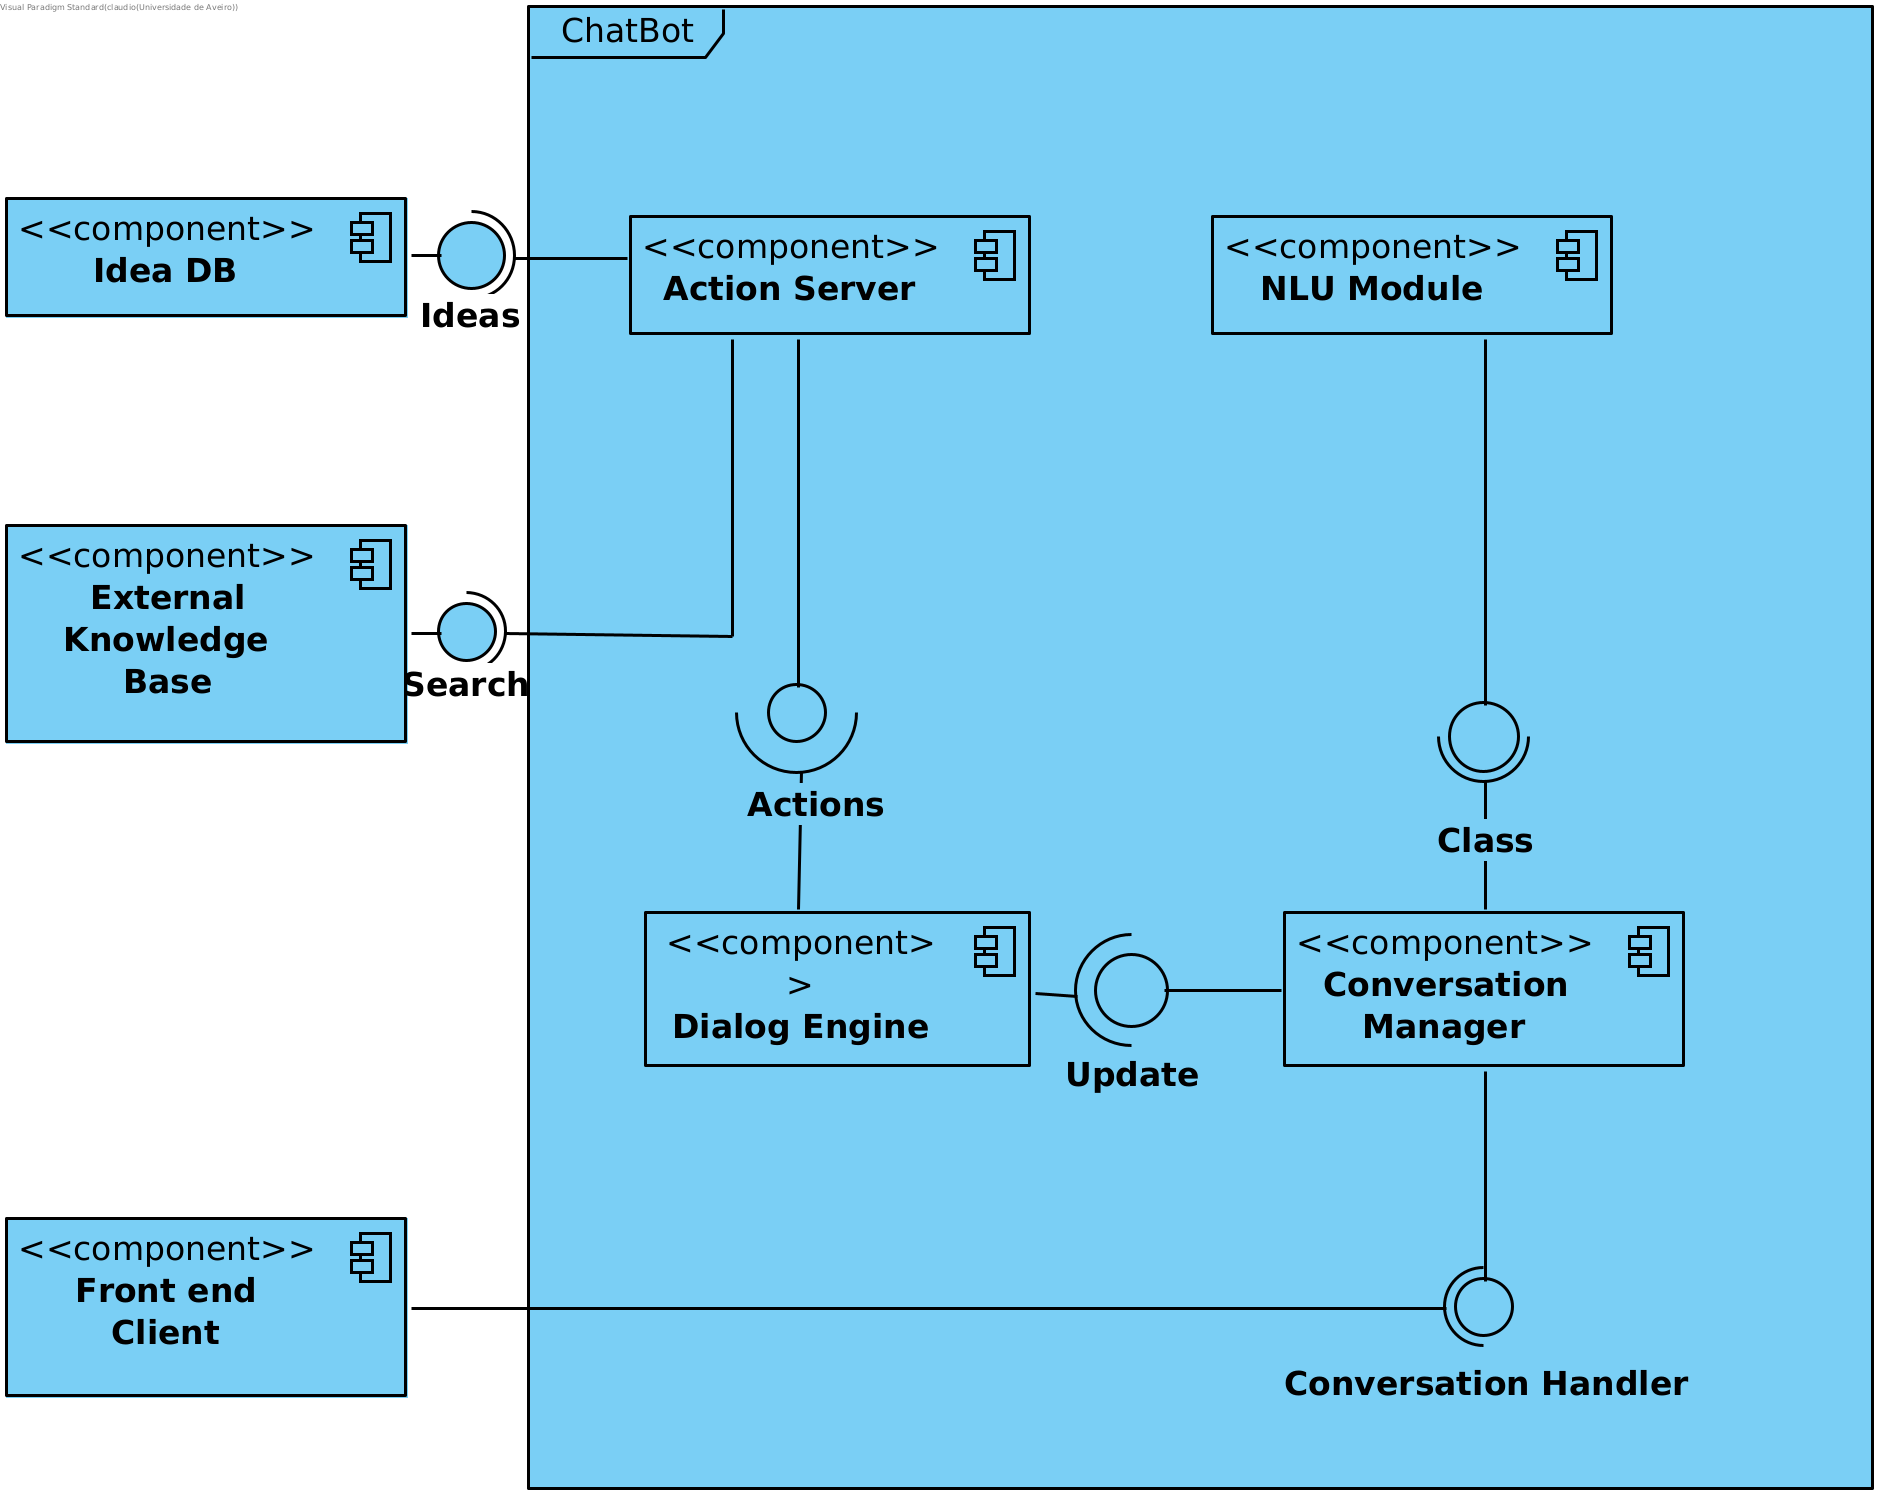 Visual Paradigm Standard(claudio(Universidade de Aveiro))
ChatBot
<<component>>
Idea DB
Ideas
<<component>>
Action Server
<<component>>
NLU Module
<<component>>
External
Knowledge
Base
Search
Actions
Class
<<component>
>
Dialog Engine
Update
<<component>>
Conversation
Manager
<<component>>
Front end
Client
Conversation Handler